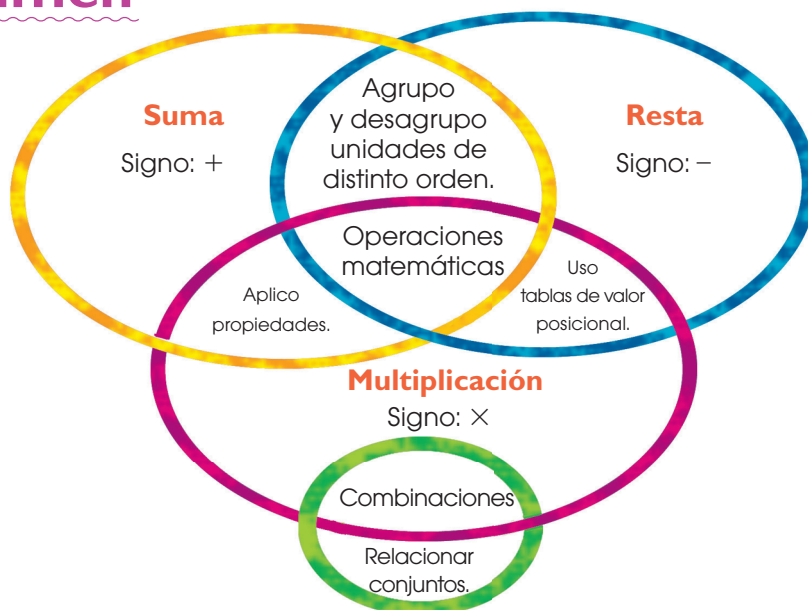 Suma
Signo: +
Agrupo
y desagrupo
unidades de
distinto orden.
Resta
Signo: −
Operaciones
matemáticas
Aplico
propiedades.
Uso
tablas de valor
posicional.
Multiplicación
Signo: ×
Combinaciones
Relacionar
conjuntos.